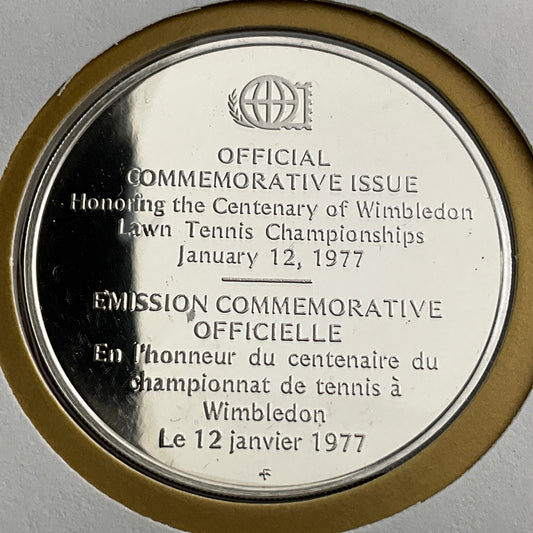 OFFICIAL
COMMEMORATIVE ISSUE
Honoring the Centenary of Wimbledon
Lawn Tennis Championships
January 12, 1977
EMISSION COMMEMORATIVE
OFFICIELLE
En l'honneur du centenaire du
championnat de tennis à
Wimbledon
Le 12 janvier 1977